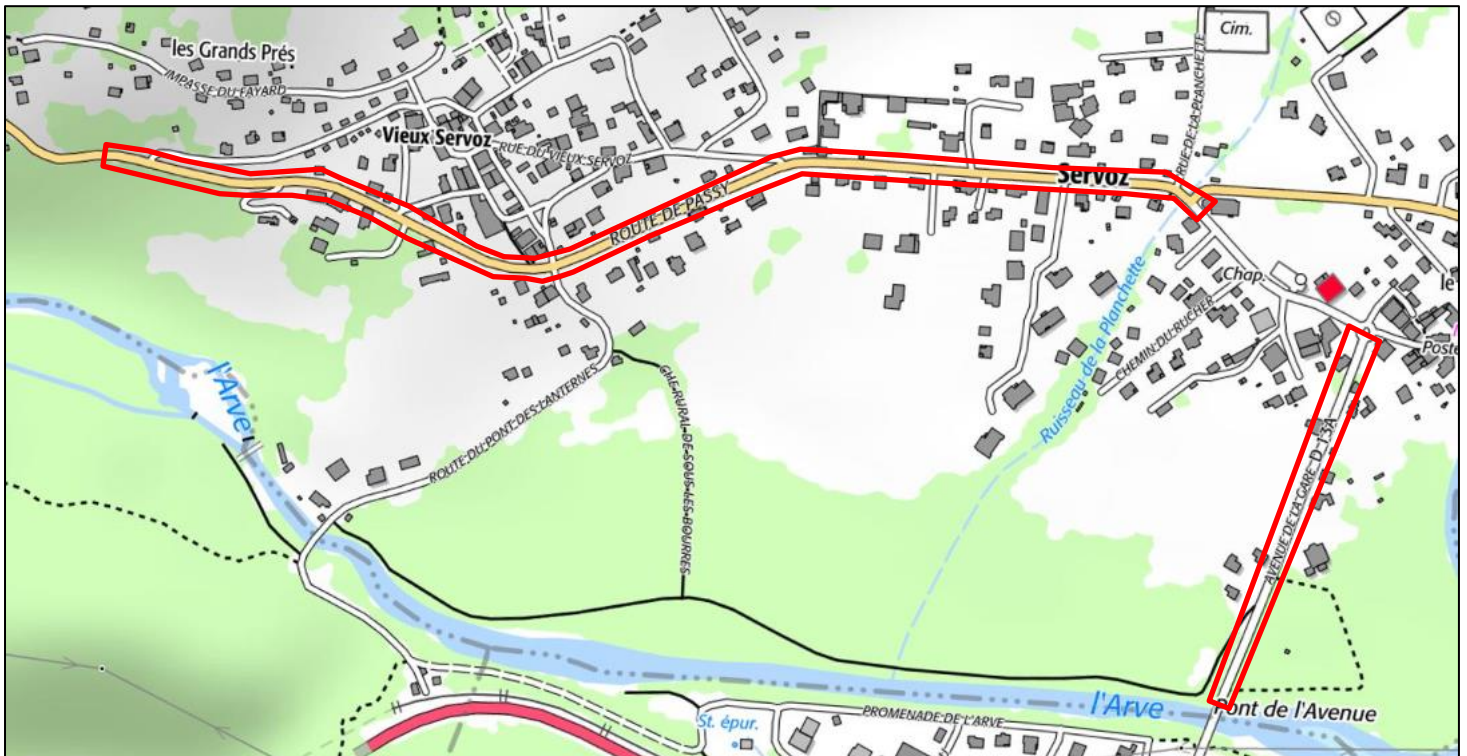 Cim.
les Grands Prés
IMPASSE DU FAYARD
RUE DE LA PLANCHETTE
Vieux Servoz
RUE DU VIEUX SERVOZ
Servoz
ROUTE DE PASSY
Chap.
le
Ruisseau de la Planchette
CHEMIN DU RUCHER
Poste
l'Arve
ROUTE DU PONT DES LANTERNES
CHE RURAL DE SOUS LES BOURRES
AVENUE DE LA GARE D 13A
l'Arve
Pont de l'Avenue
PROMENADE DE L'ARVE
St. épur.